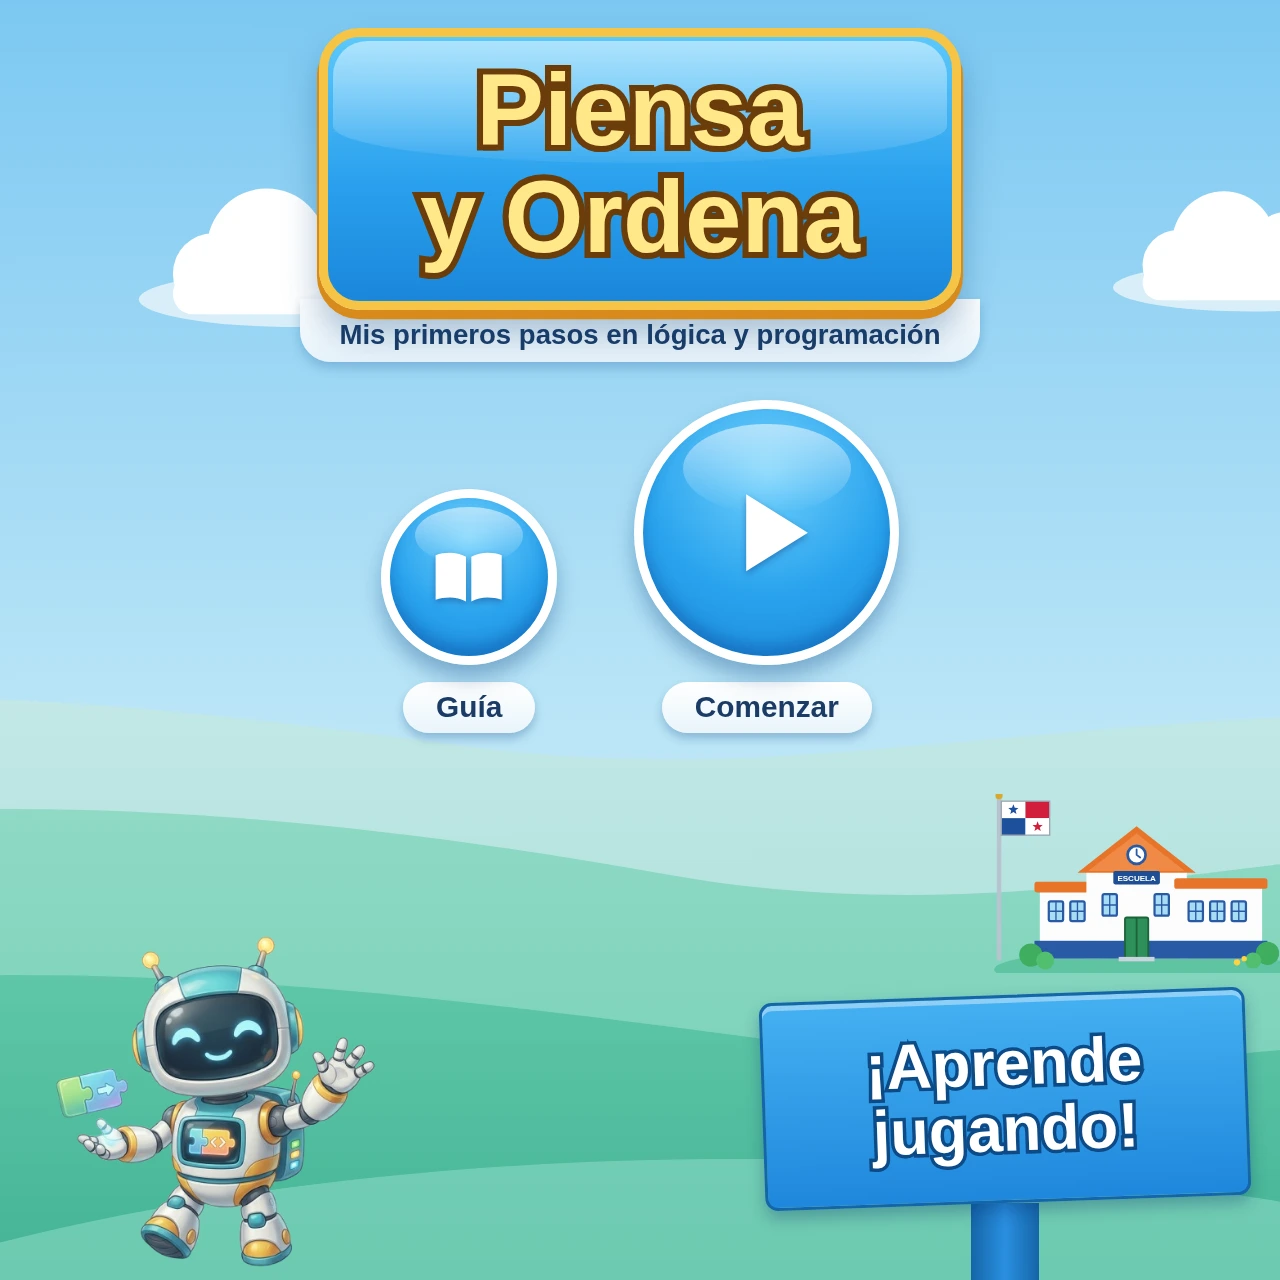 Piensa
y Ordena
Mis primeros pasos en lógica y programación
Guía
Comenzar
ESCUELA
¡Aprende
jugando!